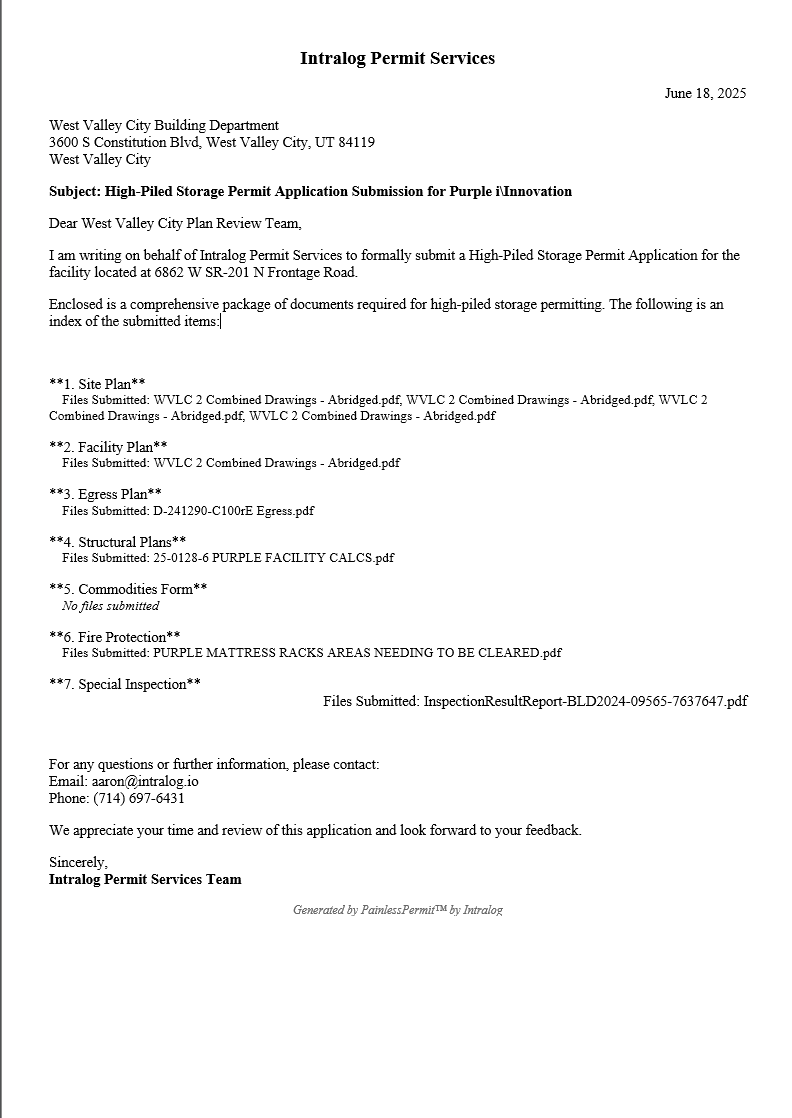 Intralog Permit Services
June 18, 2025
West Valley City Building Department
3600 S Constitution Blvd, West Valley City, UT 84119
West Valley City
Subject: High-Piled Storage Permit Application Submission for Purple i\Innovation
Dear West Valley City Plan Review Team,
I am writing on behalf of Intralog Permit Services to formally submit a High-Piled Storage Permit Application for the
facility located at 6862 W SR-201 N Frontage Road.
Enclosed is a comprehensive package of documents required for high-piled storage permitting. The following is an
index of the submitted items:
**1. Site Plan**
Files Submitted: WVLC 2 Combined Drawings - Abridged.pdf, WVLC 2 Combined Drawings - Abridged.pdf, WVLC 2
Combined Drawings - Abridged.pdf, WVLC 2 Combined Drawings - Abridged.pdf
**2. Facility Plan**
Files Submitted: WVLC 2 Combined Drawings - Abridged.pdf
**3. Egress Plan**
Files Submitted: D-241290-C100rE Egress.pdf
**4. Structural Plans**
Files Submitted: 25-0128-6 PURPLE FACILITY CALCS.pdf
**5. Commodities Form**
No files submitted
**6. Fire Protection**
Files Submitted: PURPLE MATTRESS RACKS AREAS NEEDING TO BE CLEARED.pdf
**7. Special Inspection**
Files Submitted: InspectionResultReport-BLD2024-09565-7637647.pdf
For any questions or further information, please contact:
Email: aaron@intralog.io
Phone: (714) 697-6431
We appreciate your time and review of this application and look forward to your feedback.
Sincerely,
Intralog Permit Services Team
Generated by PainlessPermit™ by Intralog